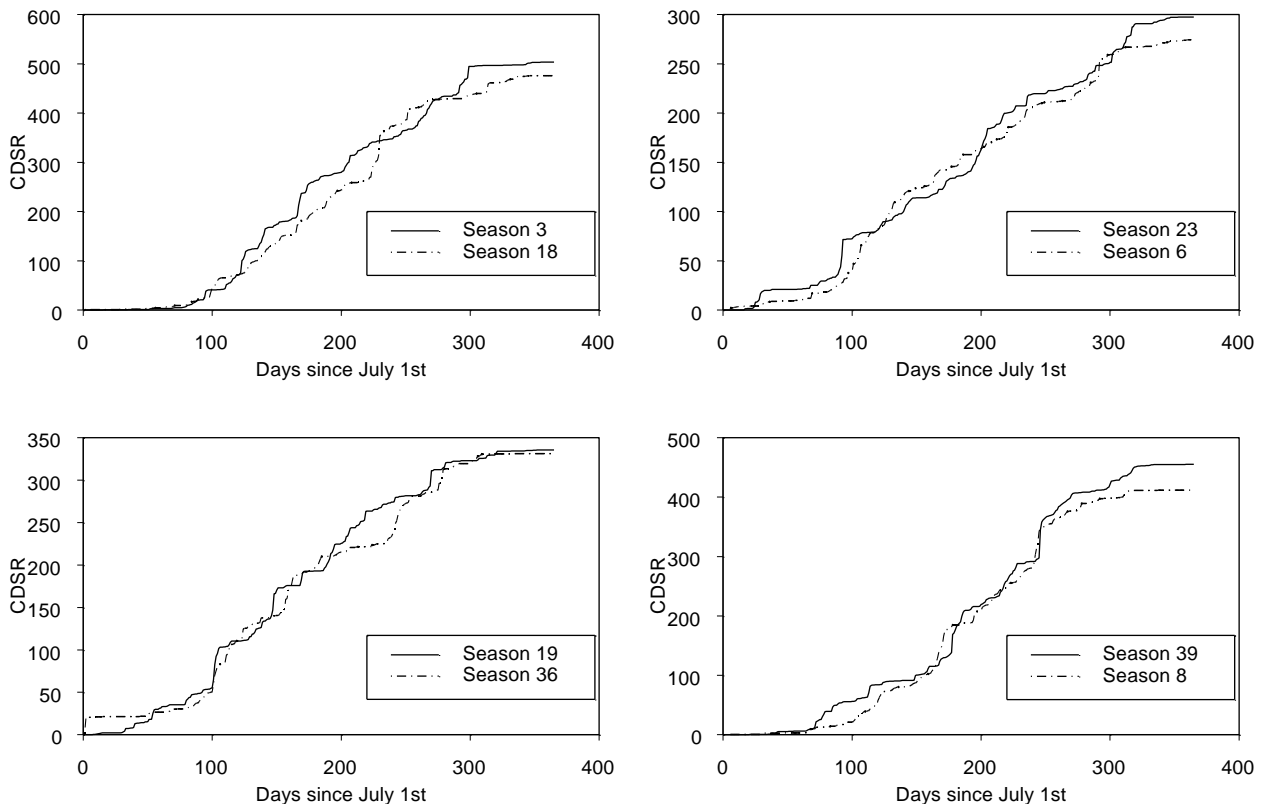 600
500
400
300
200
100
0
CDSR
Season 3
Season 18
0 100 200 300 400
Days since July 1st
300
250
200
150
100
50
0
CDSR
Season 23
Season 6
0 100 200 300 400
Days since July 1st
350
300
250
200
150
100
50
0
CDSR
Season 19
Season 36
0 100 200 300 400
Days since July 1st
500
400
300
200
100
0
CDSR
Season 39
Season 8
0 100 200 300 400
Days since July 1st